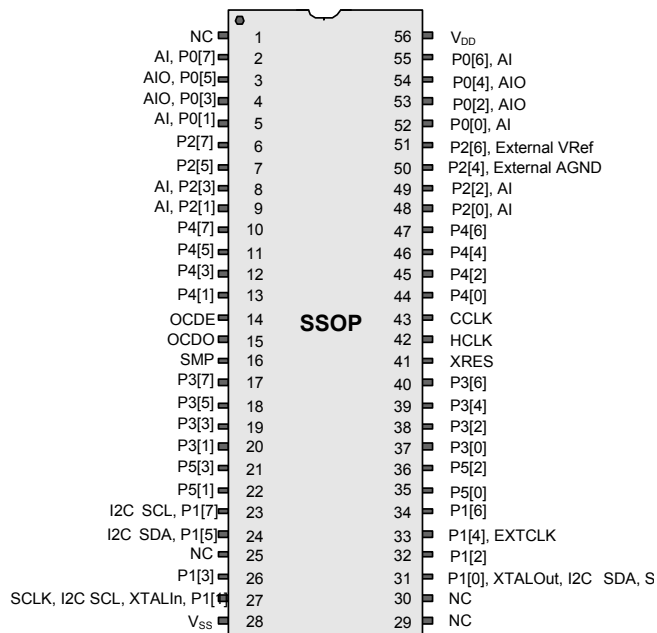 NC 1 56 VDD
AI, P0[7] 2 55 P0[6], AI
AIO, P0[5] 3 54 P0[4], AIO
AIO, P0[3] 4 53 P0[2], AIO
AI, P0[1] 5 52 P0[0], AI
P2[7] 6 51 P2[6], External VRef
P2[5] 7 50 P2[4], External AGND
AI, P2[3] 8 49 P2[2], AI
AI, P2[1] 9 48 P2[0], AI
P4[7] 10 47 P4[6]
P4[5] 11 46 P4[4]
P4[3] 12 45 P4[2]
P4[1] 13 44 P4[0]
OCDE 14 SSOP 43 CCLK
OCDO 15 42 HCLK
SMP 16 41 XRES
P3[7] 17 40 P3[6]
P3[5] 18 39 P3[4]
P3[3] 19 38 P3[2]
P3[1] 20 37 P3[0]
P5[3] 21 36 P5[2]
P5[1] 22 35 P5[0]
I2C SCL, P1[7] 23 34 P1[6]
I2C SDA, P1[5] 24 33 P1[4], EXTCLK
NC 25 32 P1[2]
P1[3] 26 31 P1[0], XTALOut, I2C SDA, S
SCLK, I2C SCL, XTALIn, P1[1] 27 30 NC
VSS 28 29 NC